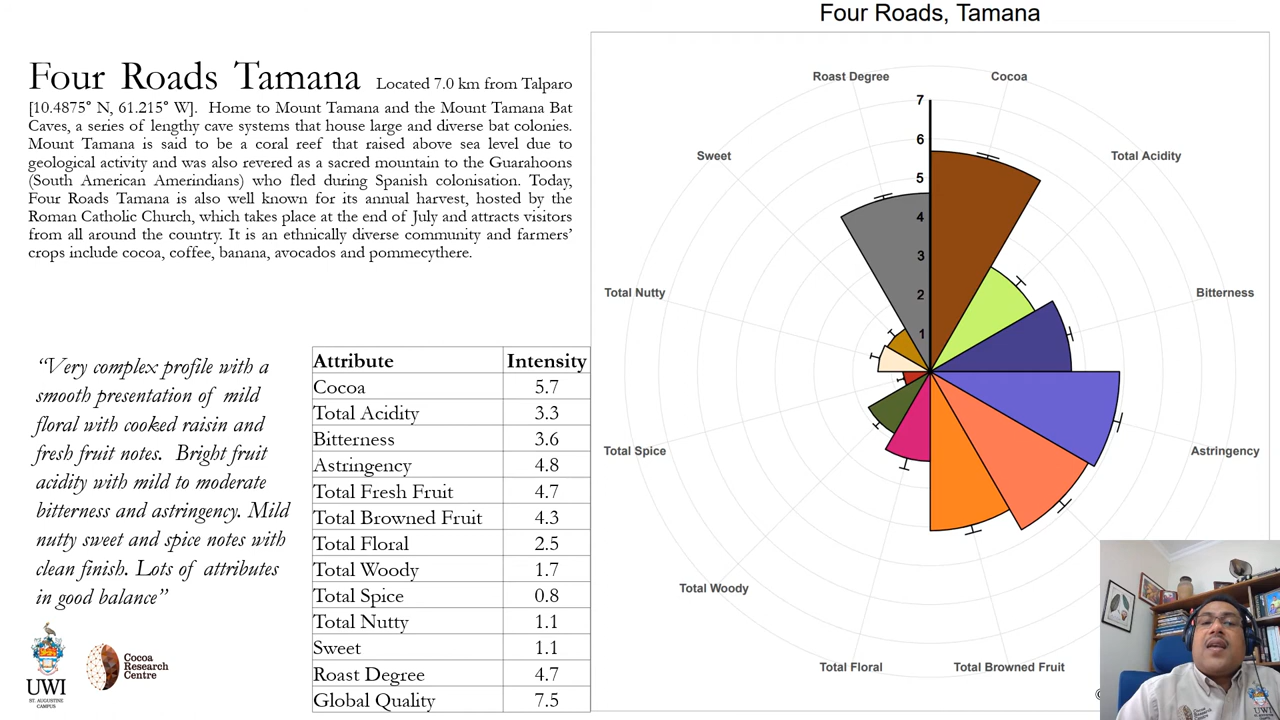 Four Roads, Tamana
Four Roads Tamana Located 7.0 km from Talparo
[10.4875° N, 61.215° W]. Home to Mount Tamana and the Mount Tamana Bat
Caves, a series of lengthy cave systems that house large and diverse bat colonies.
Mount Tamana is said to be a coral reef that raised above sea level due to
geological activity and was also revered as a sacred mountain to the Guarahoons
(South American Amerindians) who fled during Spanish colonisation. Today,
Four Roads Tamana is also well known for its annual harvest, hosted by the
Roman Catholic Church, which takes place at the end of July and attracts visitors
from all around the country. It is an ethnically diverse community and farmers’
crops include cocoa, coffee, banana, avocados and pommecythere.
“Very complex profile with a
smooth presentation of mild
floral with cooked raisin and
fresh fruit notes. Bright fruit
acidity with mild to moderate
bitterness and astringency. Mild
nutty sweet and spice notes with
clean finish. Lots of attributes
in good balance”
Attribute Intensity
Cocoa 5.7
Total Acidity 3.3
Bitterness 3.6
Astringency 4.8
Total Fresh Fruit 4.7
Total Browned Fruit 4.3
Total Floral 2.5
Total Woody 1.7
Total Spice 0.8
Total Nutty 1.1
Sweet 1.1
Roast Degree 4.7
Global Quality 7.5
UWI
ST. AUGUSTINE
CAMPUS
Cocoa
Research
Centre
Roast Degree
Cocoa
Sweet
Total Acidity
Total Nutty
Bitterness
Total Spice
Astringency
Total Woody
Total Floral
Total Browned Fruit
7
6
5
4
3
2
1
©